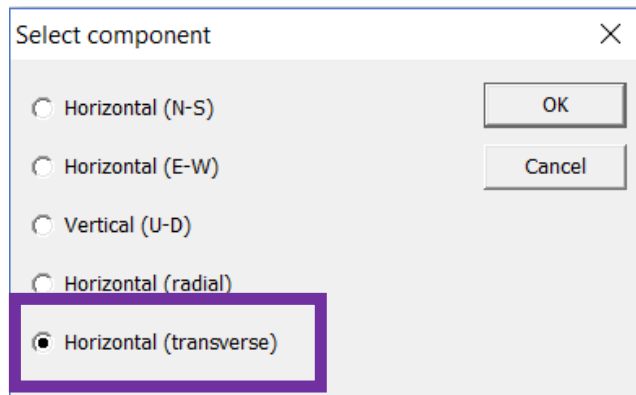 Select component
Horizontal (N-S)
OK
Horizontal (E-W)
Cancel
Vertical (U-D)
Horizontal (radial)
Horizontal (transverse)